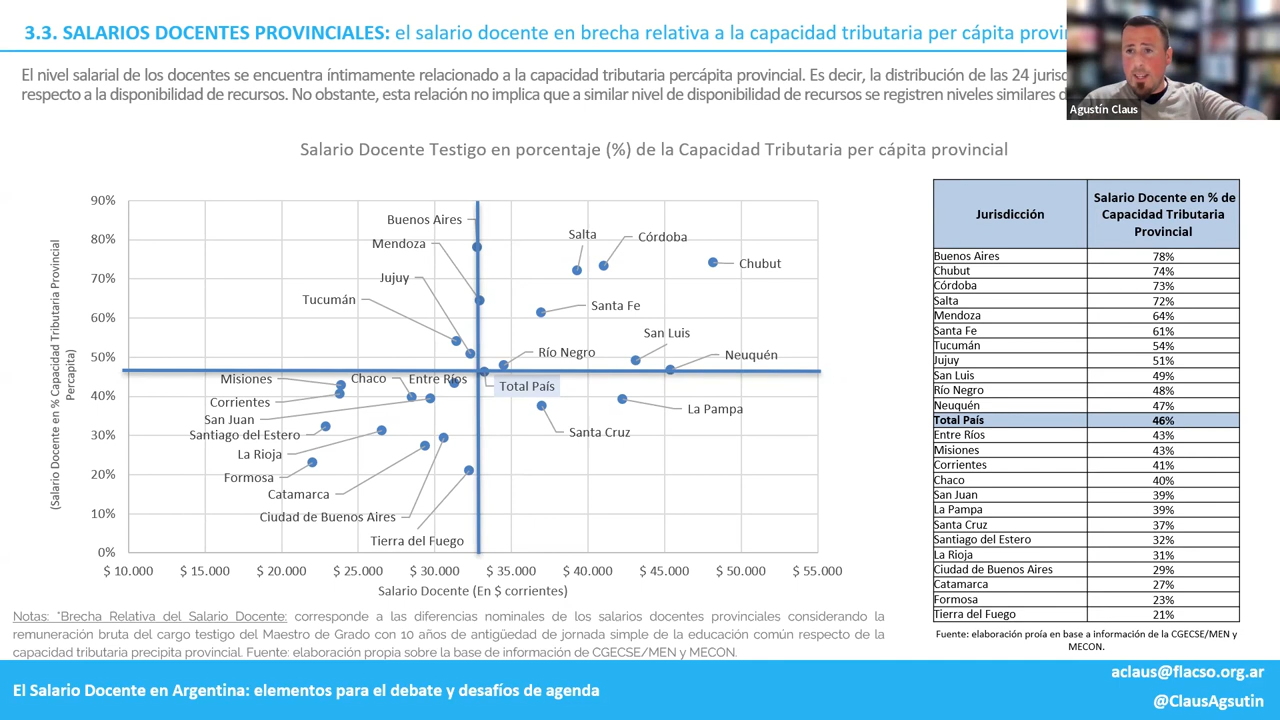 3.3. SALARIOS DOCENTES PROVINCIALES: el salario docente en brecha relativa a la capacidad tributaria per cápita
El nivel salarial de los docentes se encuentra íntimamente relacionado a la capacidad tributaria percápita provincial. Es decir, la distribución de las 24
respecto a la disponibilidad de recursos. No obstante, esta relación no implica que a similar nivel de disponibilidad de recursos se registren niveles similares
Agustín Claus
Salario Docente Testigo en porcentaje (%) de la Capacidad Tributaria per cápita provincial
(Salario Docente en % Capacidad Tributaria Provincial
Percapita)
90%
80%
70%
60%
50%
40%
30%
20%
10%
0%
Buenos Aires
Mendoza
Salta
Córdoba
Chubut
Jujuy
Tucumán
Santa Fe
San Luis
Río Negro
Neuquén
Misiones
Chaco
Entre Ríos
Total País
Corrientes
La Pampa
San Juan
Santiago del Estero
Santa Cruz
La Rioja
Formosa
Catamarca
Ciudad de Buenos Aires
Tierra del Fuego
$ 10.000 $ 15.000 $ 20.000 $ 25.000 $ 30.000 $ 35.000 $ 40.000 $ 45.000 $ 50.000 $ 55.000
Salario Docente (En $ corrientes)
Jurisdicción Salario Docente en % de
Capacidad Tributaria
Provincial
Buenos Aires 78%
Chubut 74%
Córdoba 73%
Salta 72%
Mendoza 64%
Santa Fe 61%
Tucumán 54%
Jujuy 51%
San Luis 49%
Río Negro 48%
Neuquén 47%
Total País 46%
Entre Ríos 43%
Misiones 43%
Corrientes 41%
Chaco 40%
San Juan 39%
La Pampa 39%
Santa Cruz 37%
Santiago del Estero 32%
La Rioja 31%
Ciudad de Buenos Aires 29%
Catamarca 27%
Formosa 23%
Tierra del Fuego 21%
Fuente: elaboración proía en base a información de la CGECSE/MEN y
MECON.
Notas: *Brecha Relativa del Salario Docente: corresponde a las diferencias nominales de los salarios docentes provinciales considerando la
remuneración bruta del cargo testigo del Maestro de Grado con 10 años de antigüedad de jornada simple de la educación común respecto de la
capacidad tributaria precipita provincial. Fuente: elaboración propia sobre la base de información de CGECSE/MEN y MECON.
El Salario Docente en Argentina: elementos para el debate y desafíos de agenda
aclaus@flacso.org.ar
@ClausAgsutin